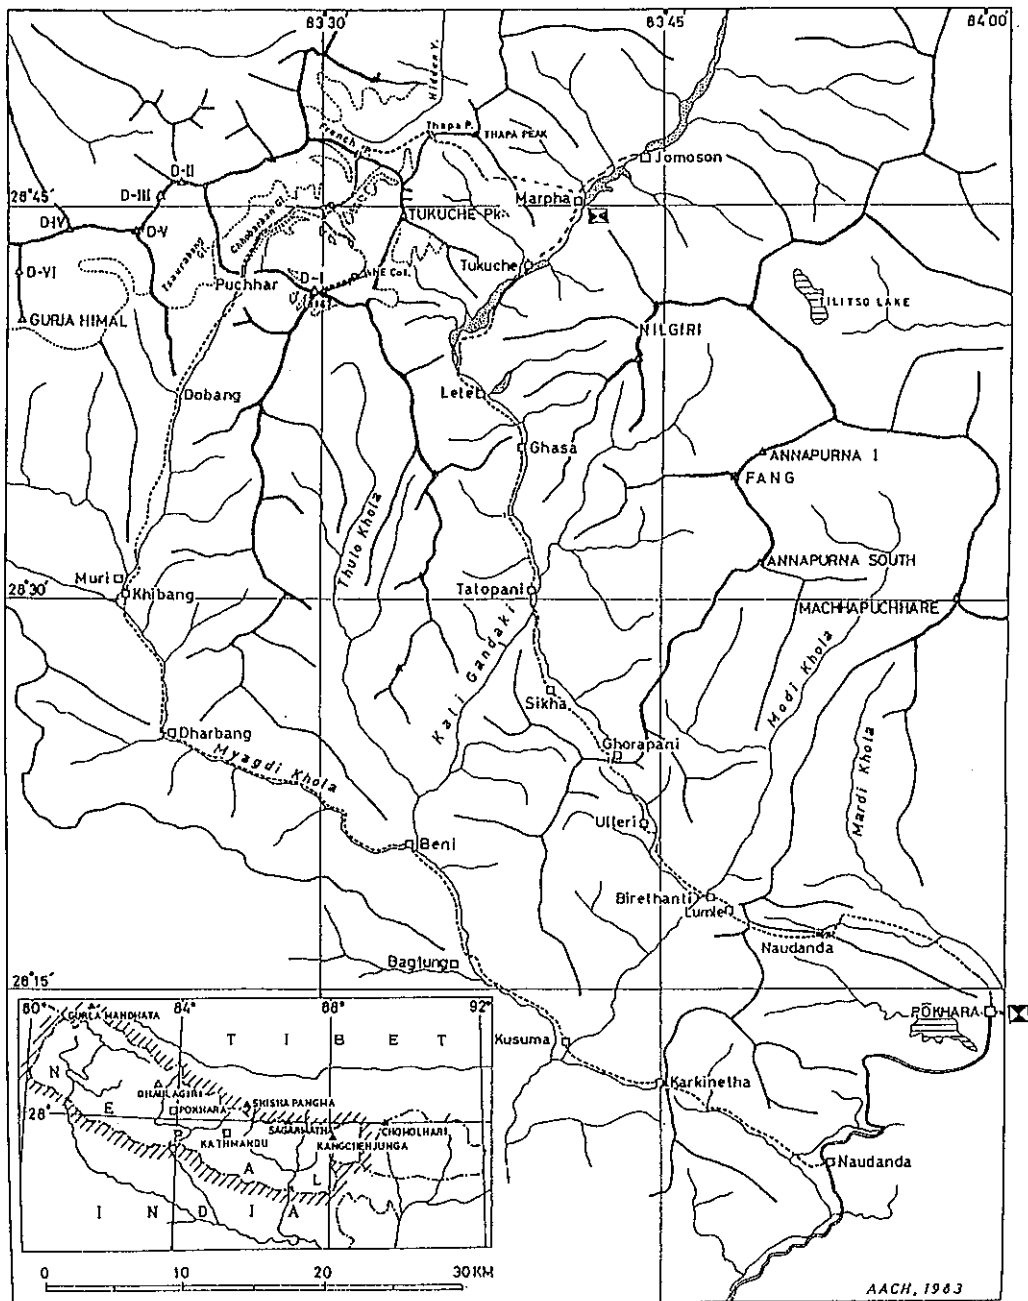 83°30 83°45 84°00
Hidden V.
French P. Thapa P. THAPA PEAK
Jomoson
D-II
D-III
28°45
Marpha
Chhonbardan Gl.
D-IV D-V TUKUCHE PK.
Tsaurabong Gl.
D-VI Puchhar D-I N E Col. Tukuche
TILITSO LAKE
GURJA HIMAL NILGIRI
Dobang Letet
Ghasa ANNAPURNA I
FANG
Thulo Khola
ANNAPURNA SOUTH
Muri
Khibang Tatopani
28°30 MACHHAPUCHHARE
Kali Gandaki Modi Khola
Sikha
Dharbang Ghorapani
Myagdi Khola Mardi Khola
Ulleri
Beni
Birethanti
Lumle
Naudanda
Baglung
28°15
POKHARA
80° 84° 88° 92°
GURLA MANDHATA
T I B E T
Kusuma
N DHAULAGIRI Karkinetha
POKHARA SHISHA PANGMA
28° E SAGARMATHA CHOMOLHARI
P KATHMANDU KANGCHENJUNGA
A L Naudanda
I N D I A
0 10 20 30 KM
AACH, 1983